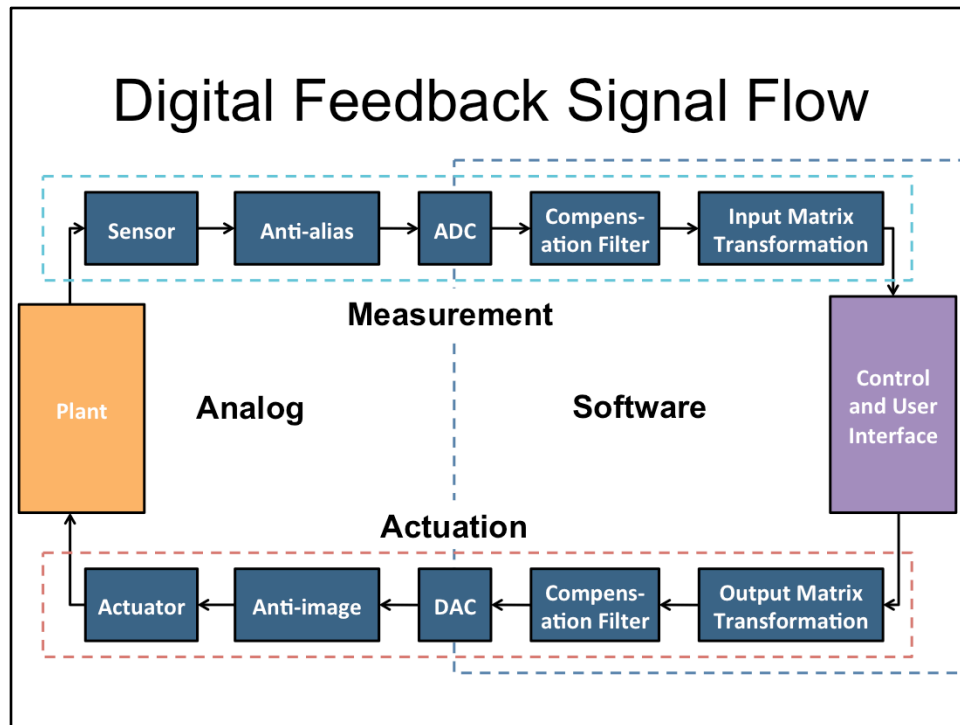 Digital Feedback Signal Flow
Sensor
Anti-alias
ADC
Compens-
ation Filter
Input Matrix
Transformation
Measurement
Plant
Analog
Software
Control
and User
Interface
Actuation
Actuator
Anti-image
DAC
Compens-
ation Filter
Output Matrix
Transformation